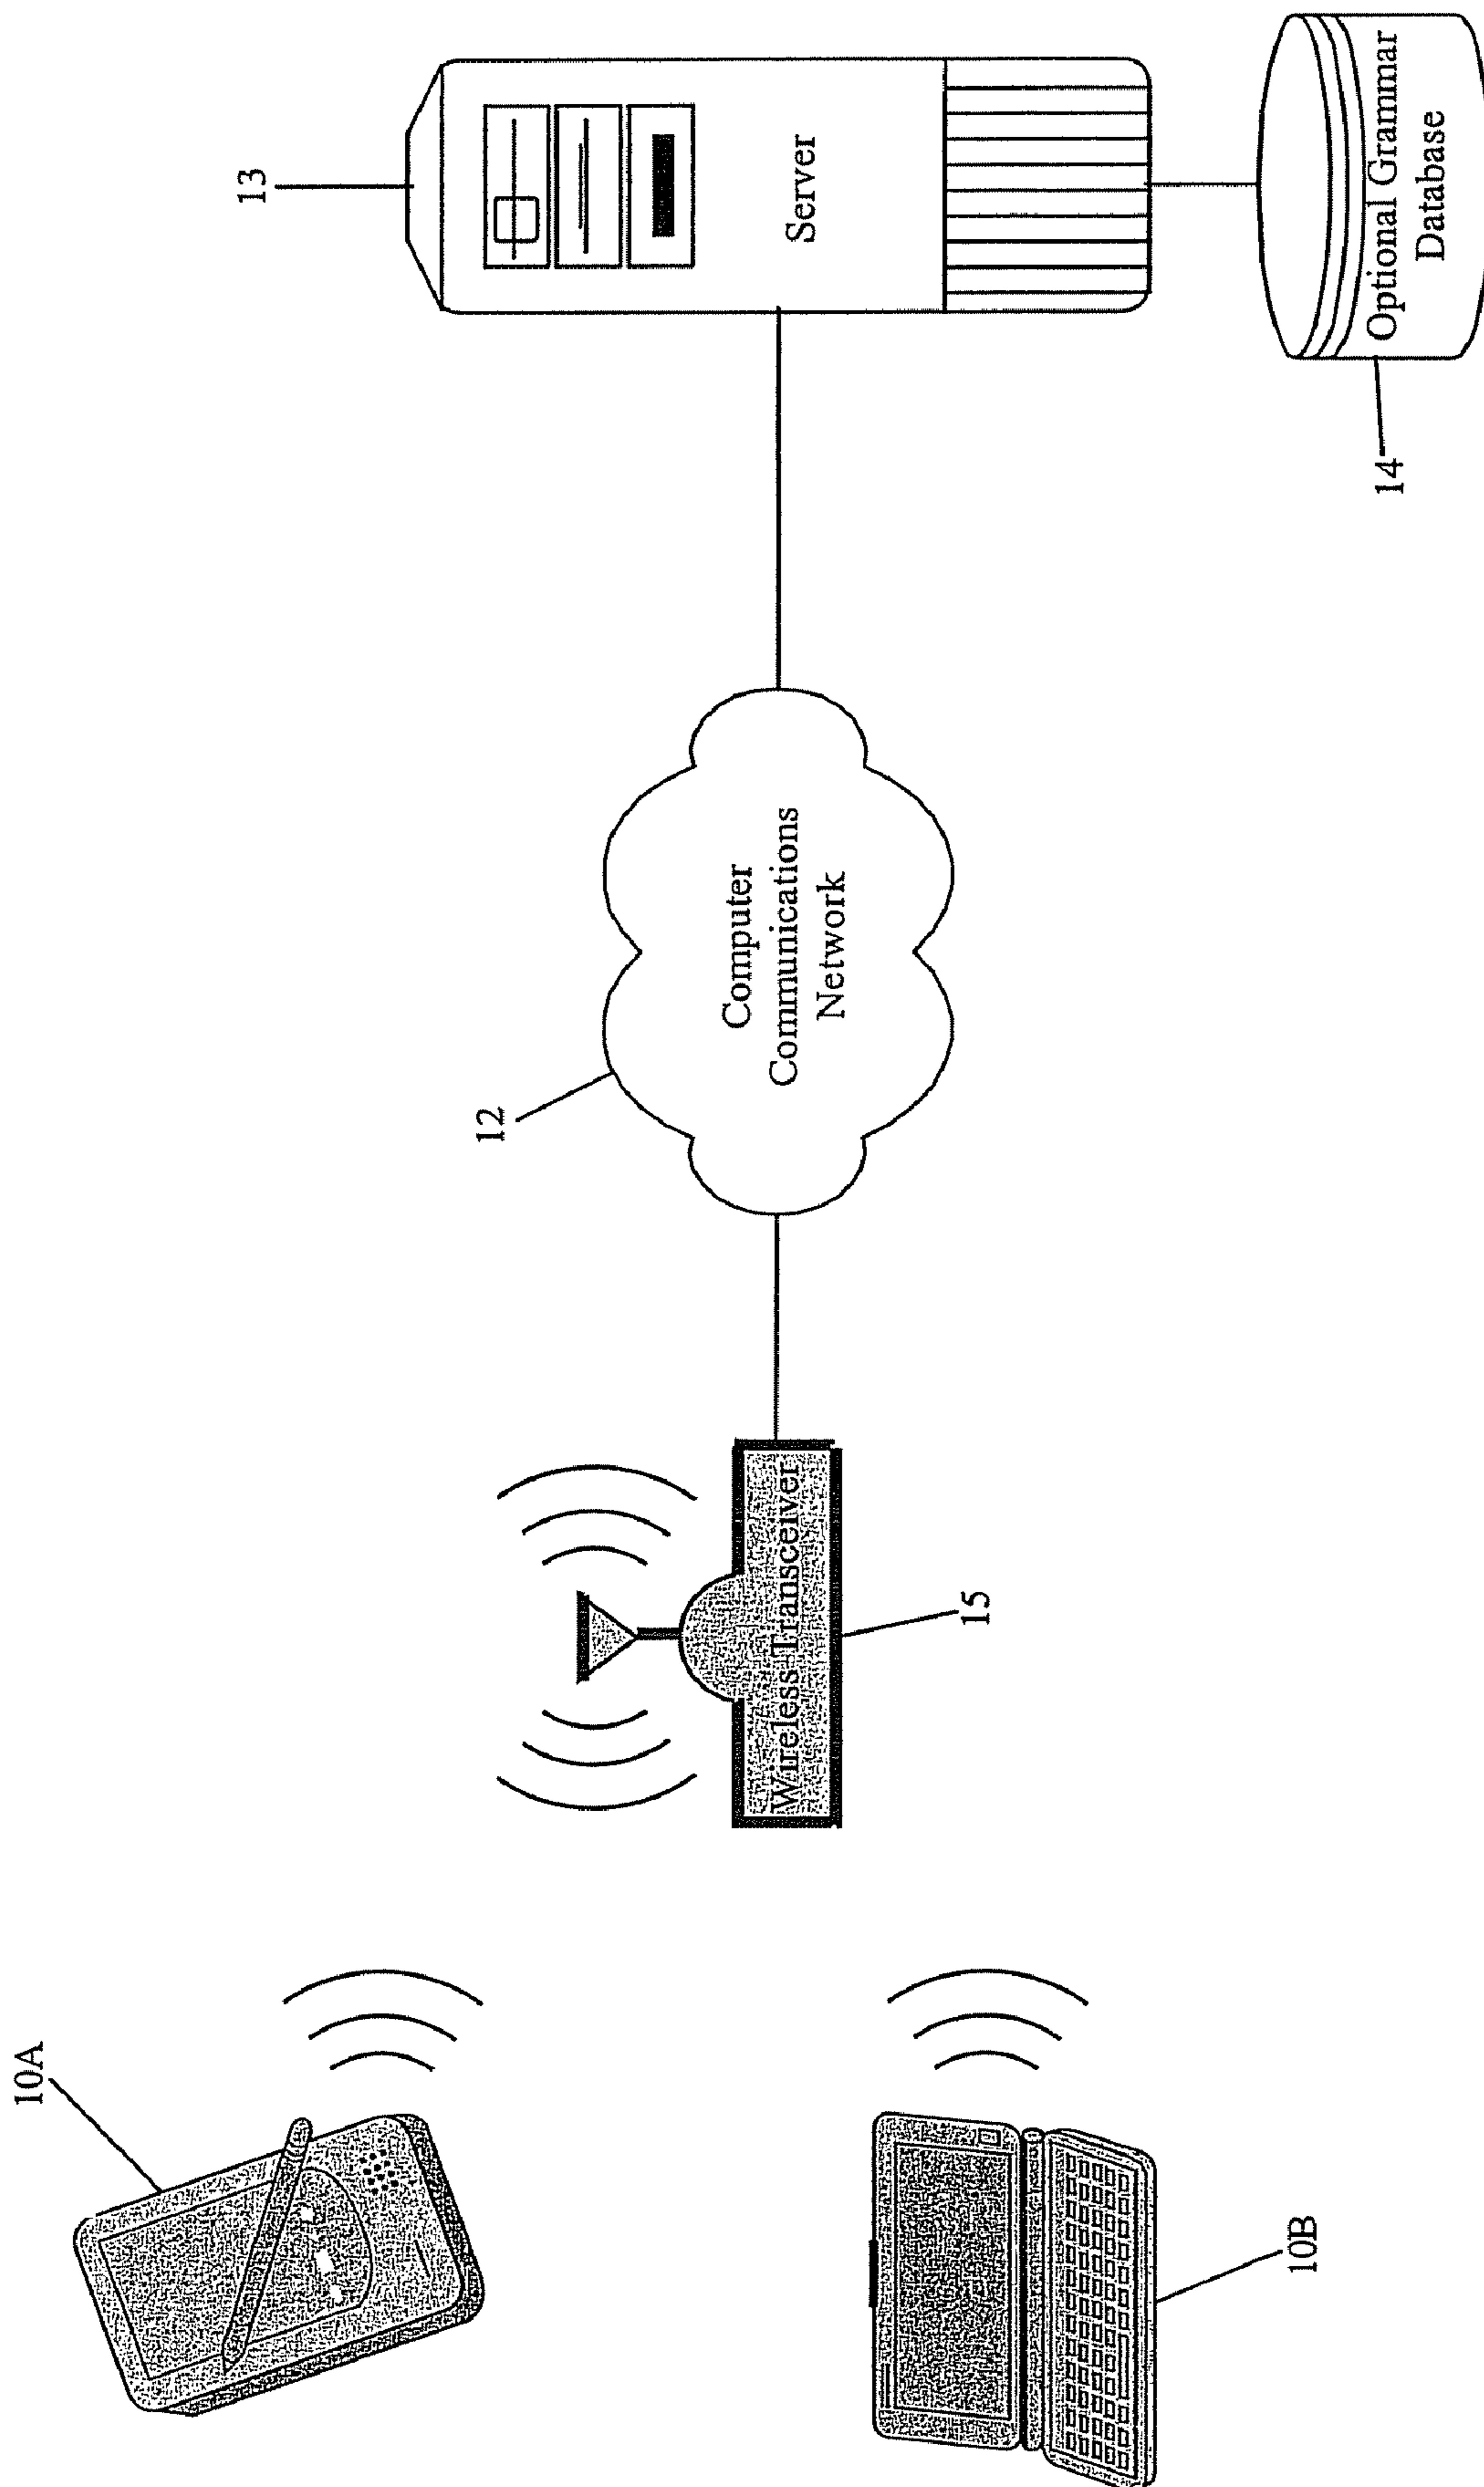 10A
10B
Wireless Transceiver
15
12
Computer
Communications
Network
13
Server
14
Optional Grammar
Database